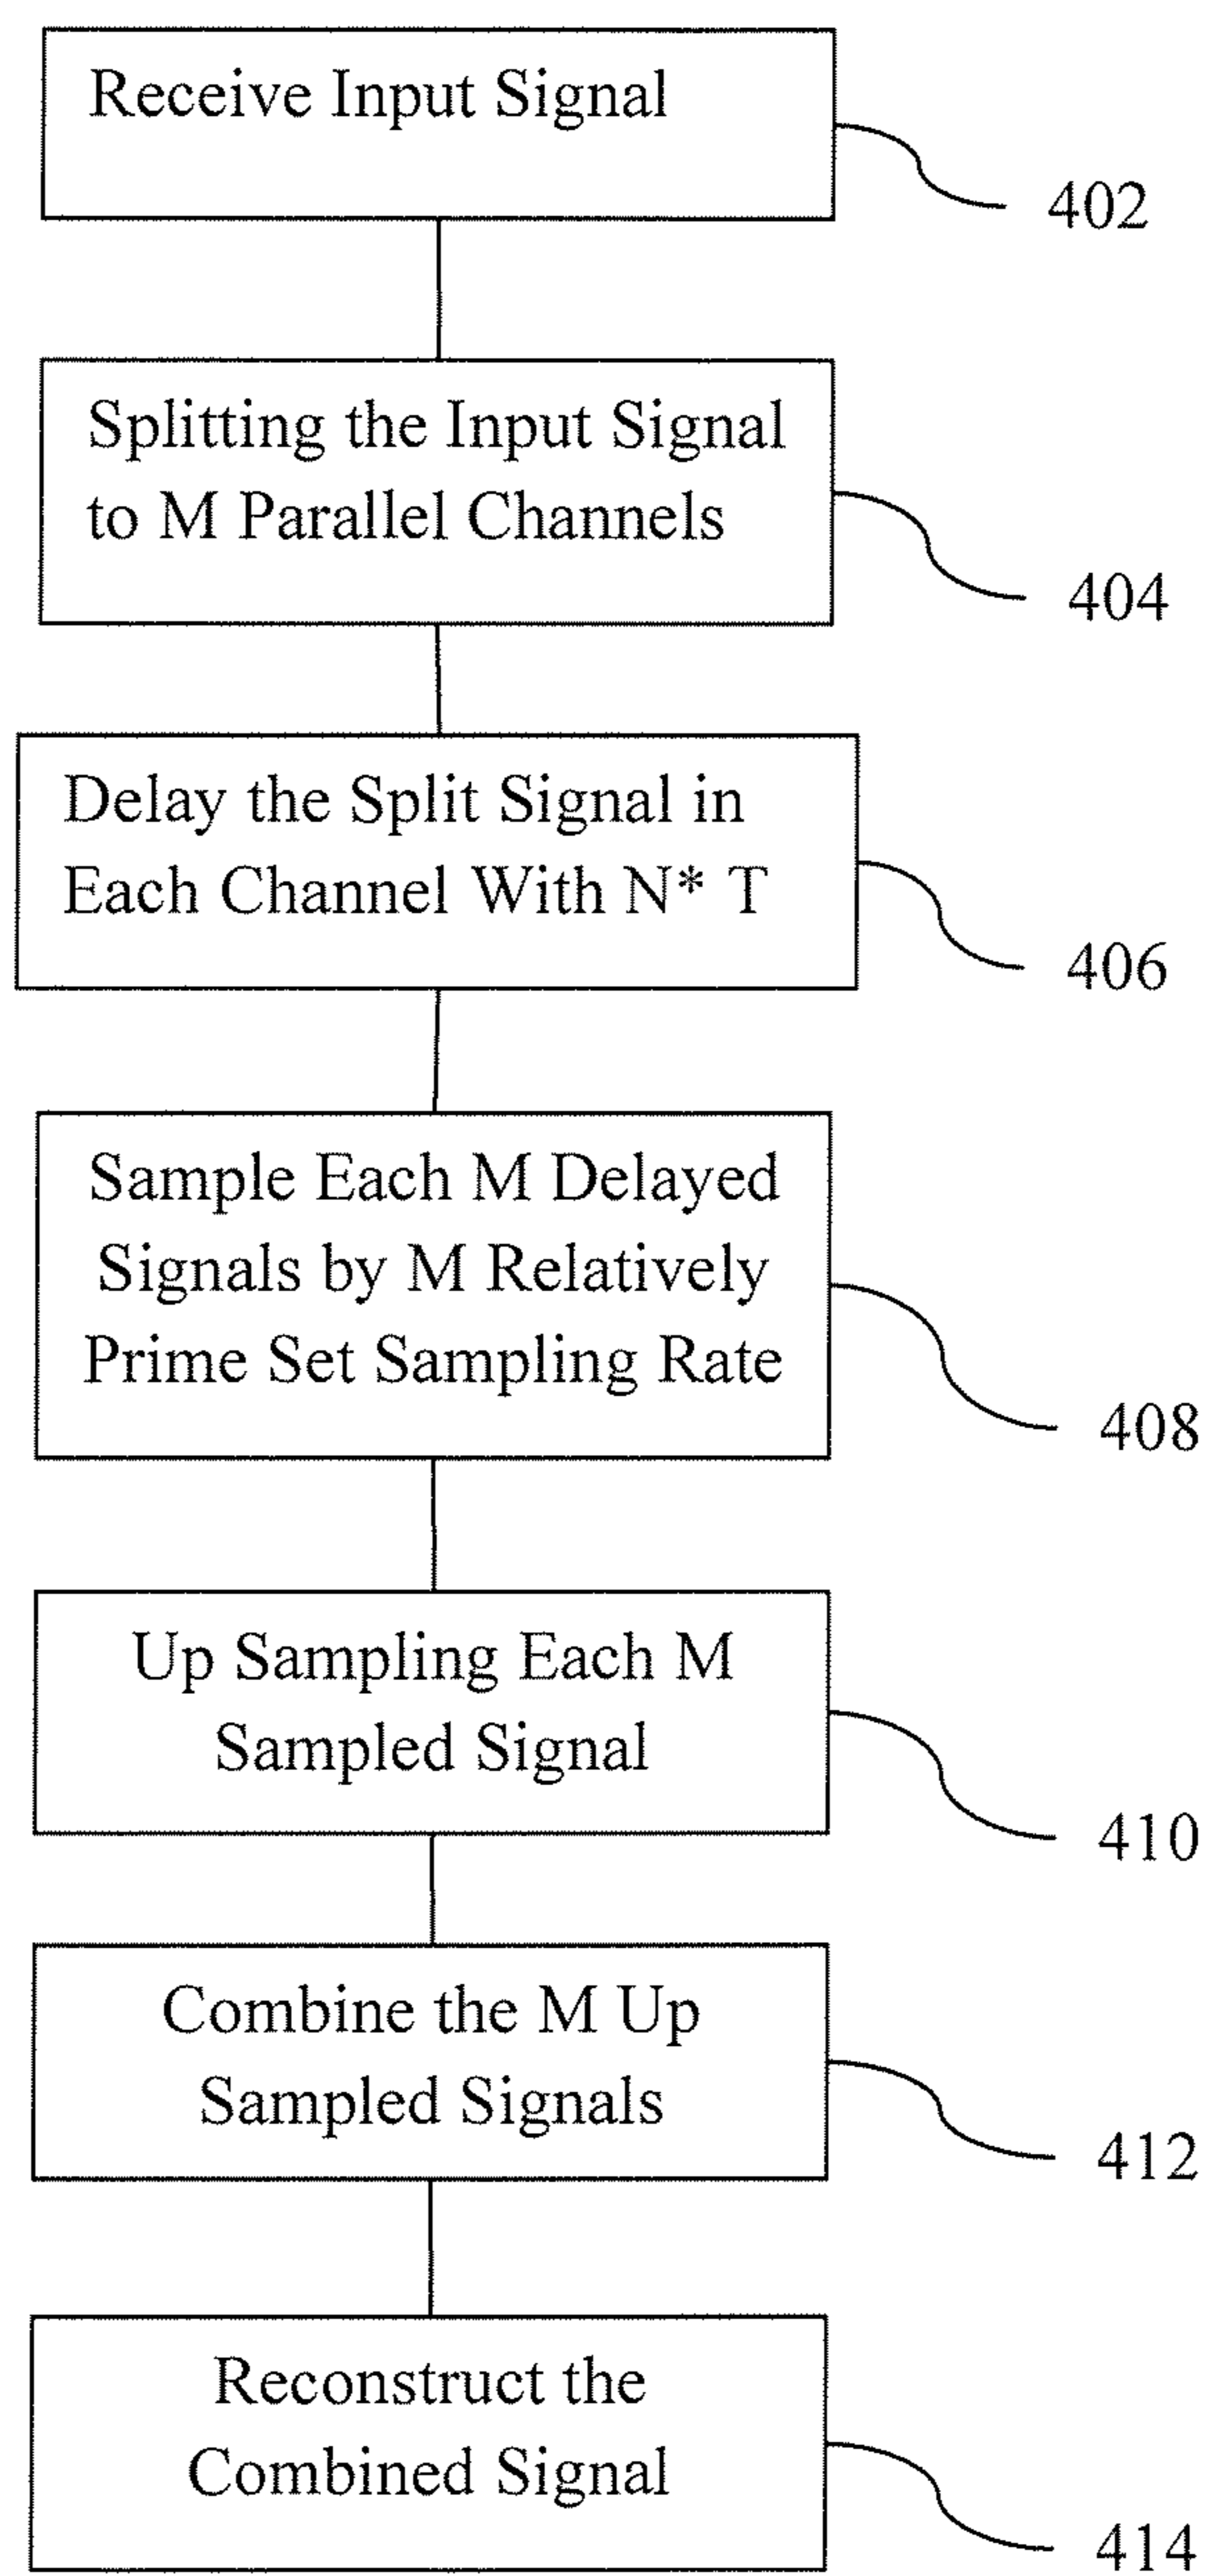 Receive Input Signal
402
Splitting the Input Signal
to M Parallel Channels
404
Delay the Split Signal in
Each Channel With N* T
406
Sample Each M Delayed
Signals by M Relatively
Prime Set Sampling Rate
408
Up Sampling Each M
Sampled Signal
410
Combine the M Up
Sampled Signals
412
Reconstruct the
Combined Signal
414